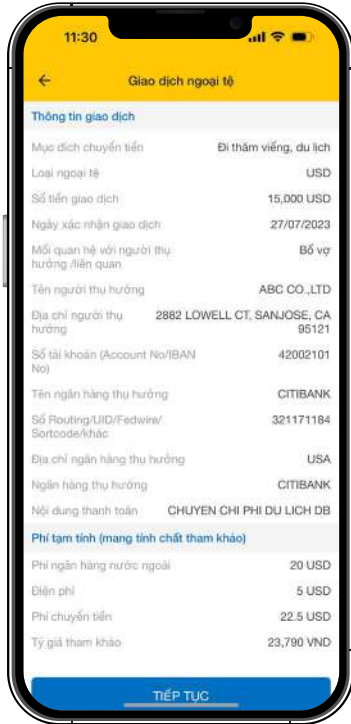 11:30
Giao dịch ngoại tệ
Thông tin giao dịch
Mục đích chuyển tiền Đi thăm viếng, du lịch
Loại ngoại tệ USD
Số tiền giao dịch 15,000 USD
Ngày xác nhận giao dịch 27/07/2023
Mối quan hệ với người thụ Bố vợ
hưởng /liên quan
Tên người thụ hưởng ABC CO.,LTD
Địa chỉ người thụ 2882 LOWELL CT, SANJOSE, CA
hưởng 95121
Số tài khoản (Account No/IBAN 42002101
No)
Tên ngân hàng thụ hưởng CITIBANK
Số Routing/UID/Fedwire/ 321171184
Sortcode/khác
Địa chỉ ngân hàng thụ hưởng USA
Ngân hàng thụ hưởng CITIBANK
Nội dung thanh toán CHUYEN CHI PHI DU LICH DB
Phí tạm tính (mang tính chất tham khảo)
Phí ngân hàng nước ngoài 20 USD
Điện phí 5 USD
Phí chuyển tiền 22.5 USD
Tỷ giá tham khảo 23,790 VND
TIẾP TỤC